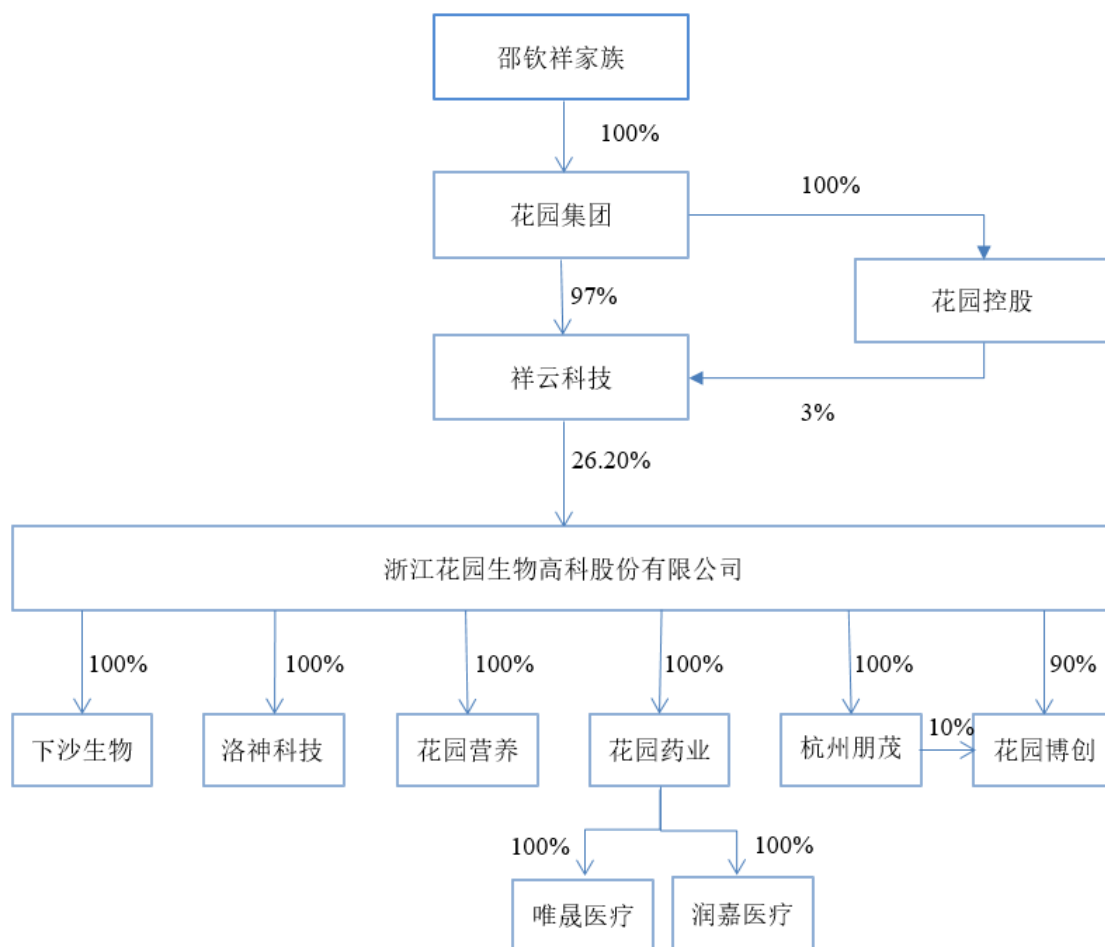 邵钦祥家族
100%
花园集团
100%
97%
花园控股
祥云科技
3%
26.20%
浙江花园生物高科股份有限公司
100%
100%
100%
100%
100%
90%
下沙生物
洛神科技
花园营养
花园药业
杭州朋茂
10%
花园博创
100%
100%
唯晟医疗
润嘉医疗